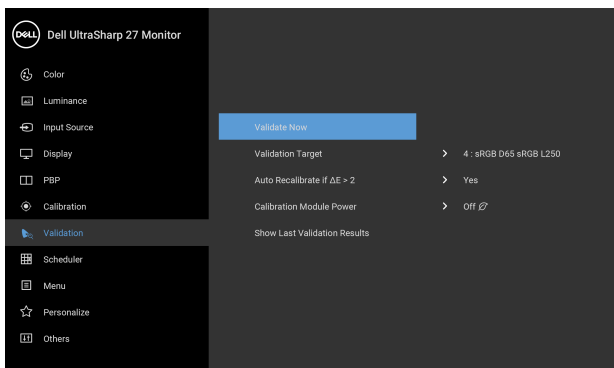 DELL Dell UltraSharp 27 Monitor
Color
Luminance
Input Source
Validate Now
Display
Validation Target 4 : sRGB D65 sRGB L250
PBP
Auto Recalibrate if ΔE > 2 Yes
Calibration
Calibration Module Power Off
Validation
Show Last Validation Results
Scheduler
Menu
Personalize
Others